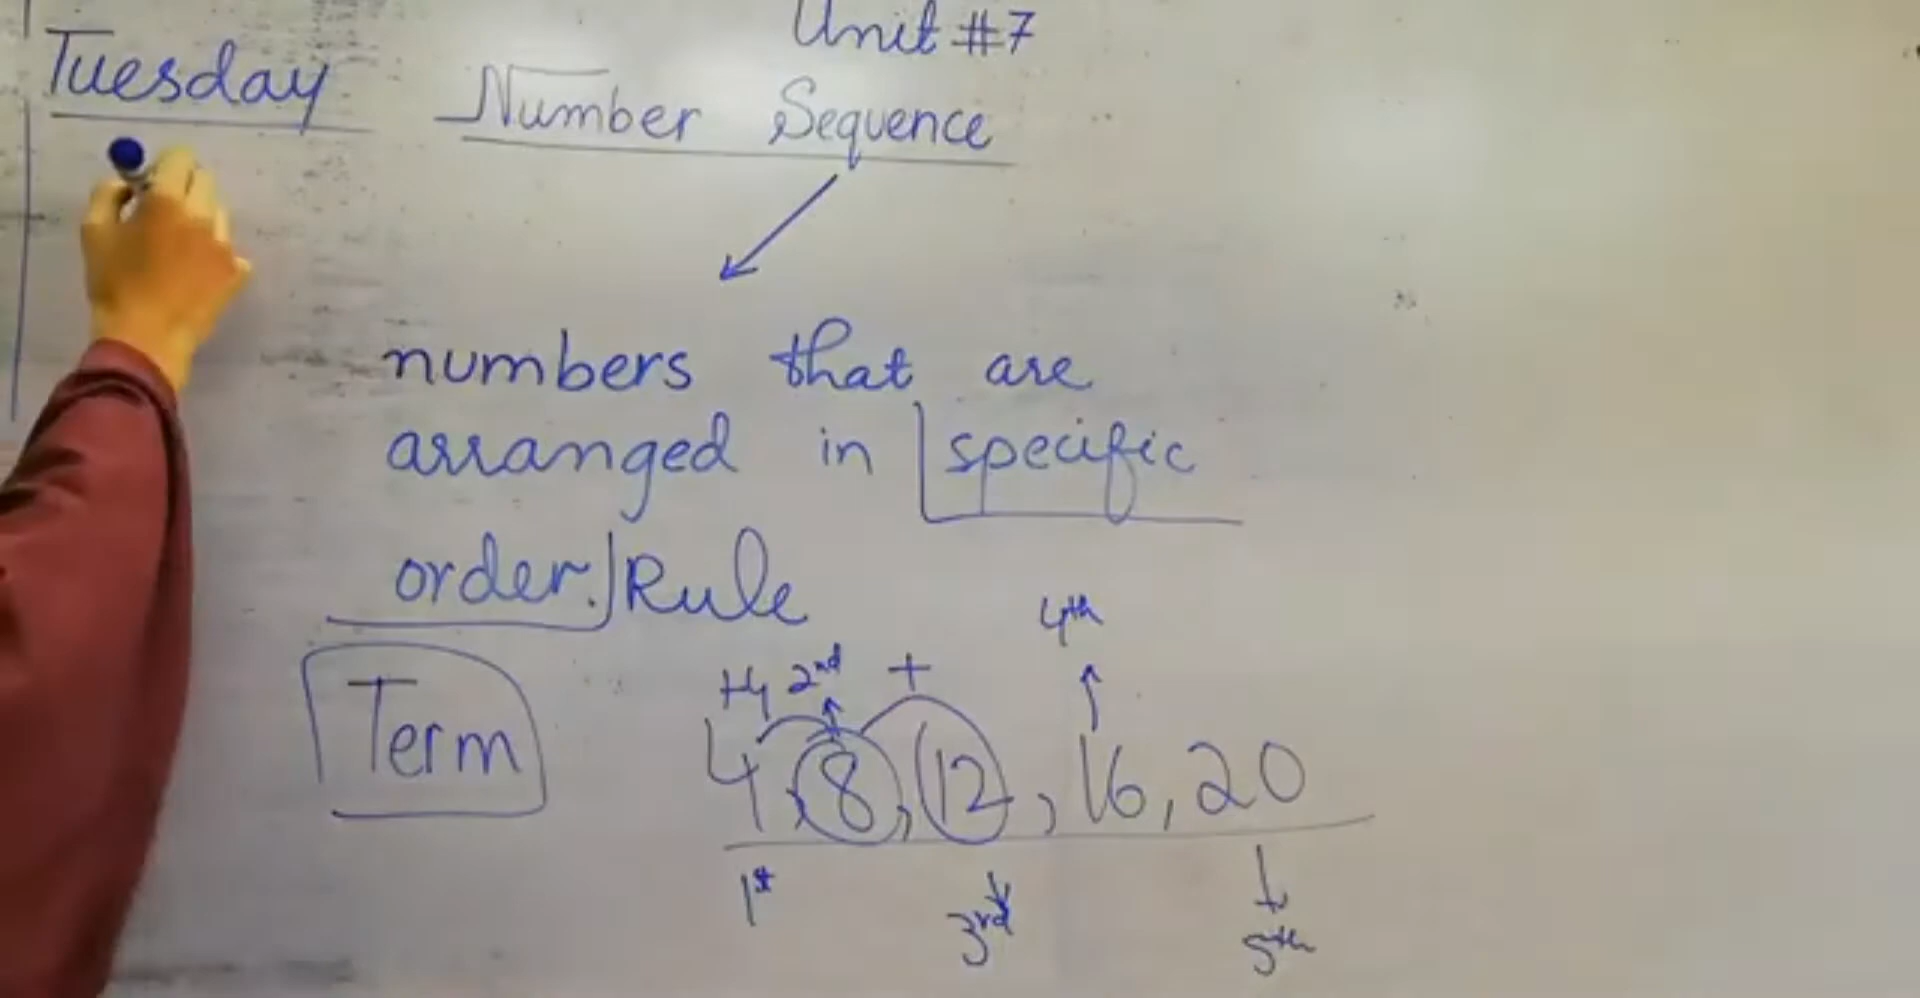 Unit #7
Tuesday
Number Sequence
numbers that are
arranged in specific
order. Rule
4th
+4 2nd +
Term
4, 8, 12, 16, 20
1st
3rd
5th